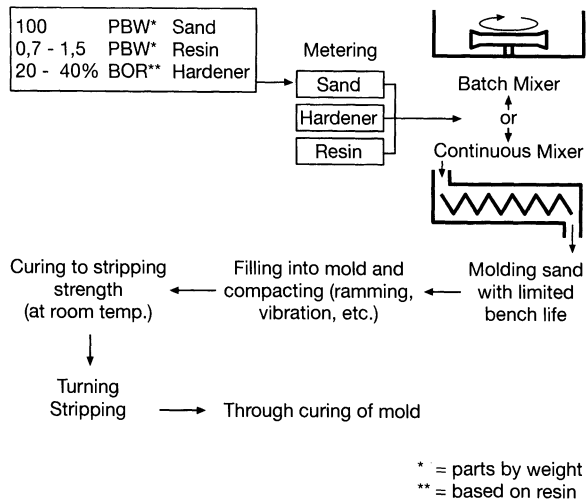 100 PBW* Sand
0,7 - 1,5 PBW* Resin
20 - 40% BOR** Hardener
Metering
Sand
Hardener
Resin
Batch Mixer
or
Continuous Mixer
Molding sand
with limited
bench life
Filling into mold and
compacting (ramming,
vibration, etc.)
Curing to stripping
strength
(at room temp.)
Turning
Stripping
Through curing of mold
* = parts by weight
** = based on resin